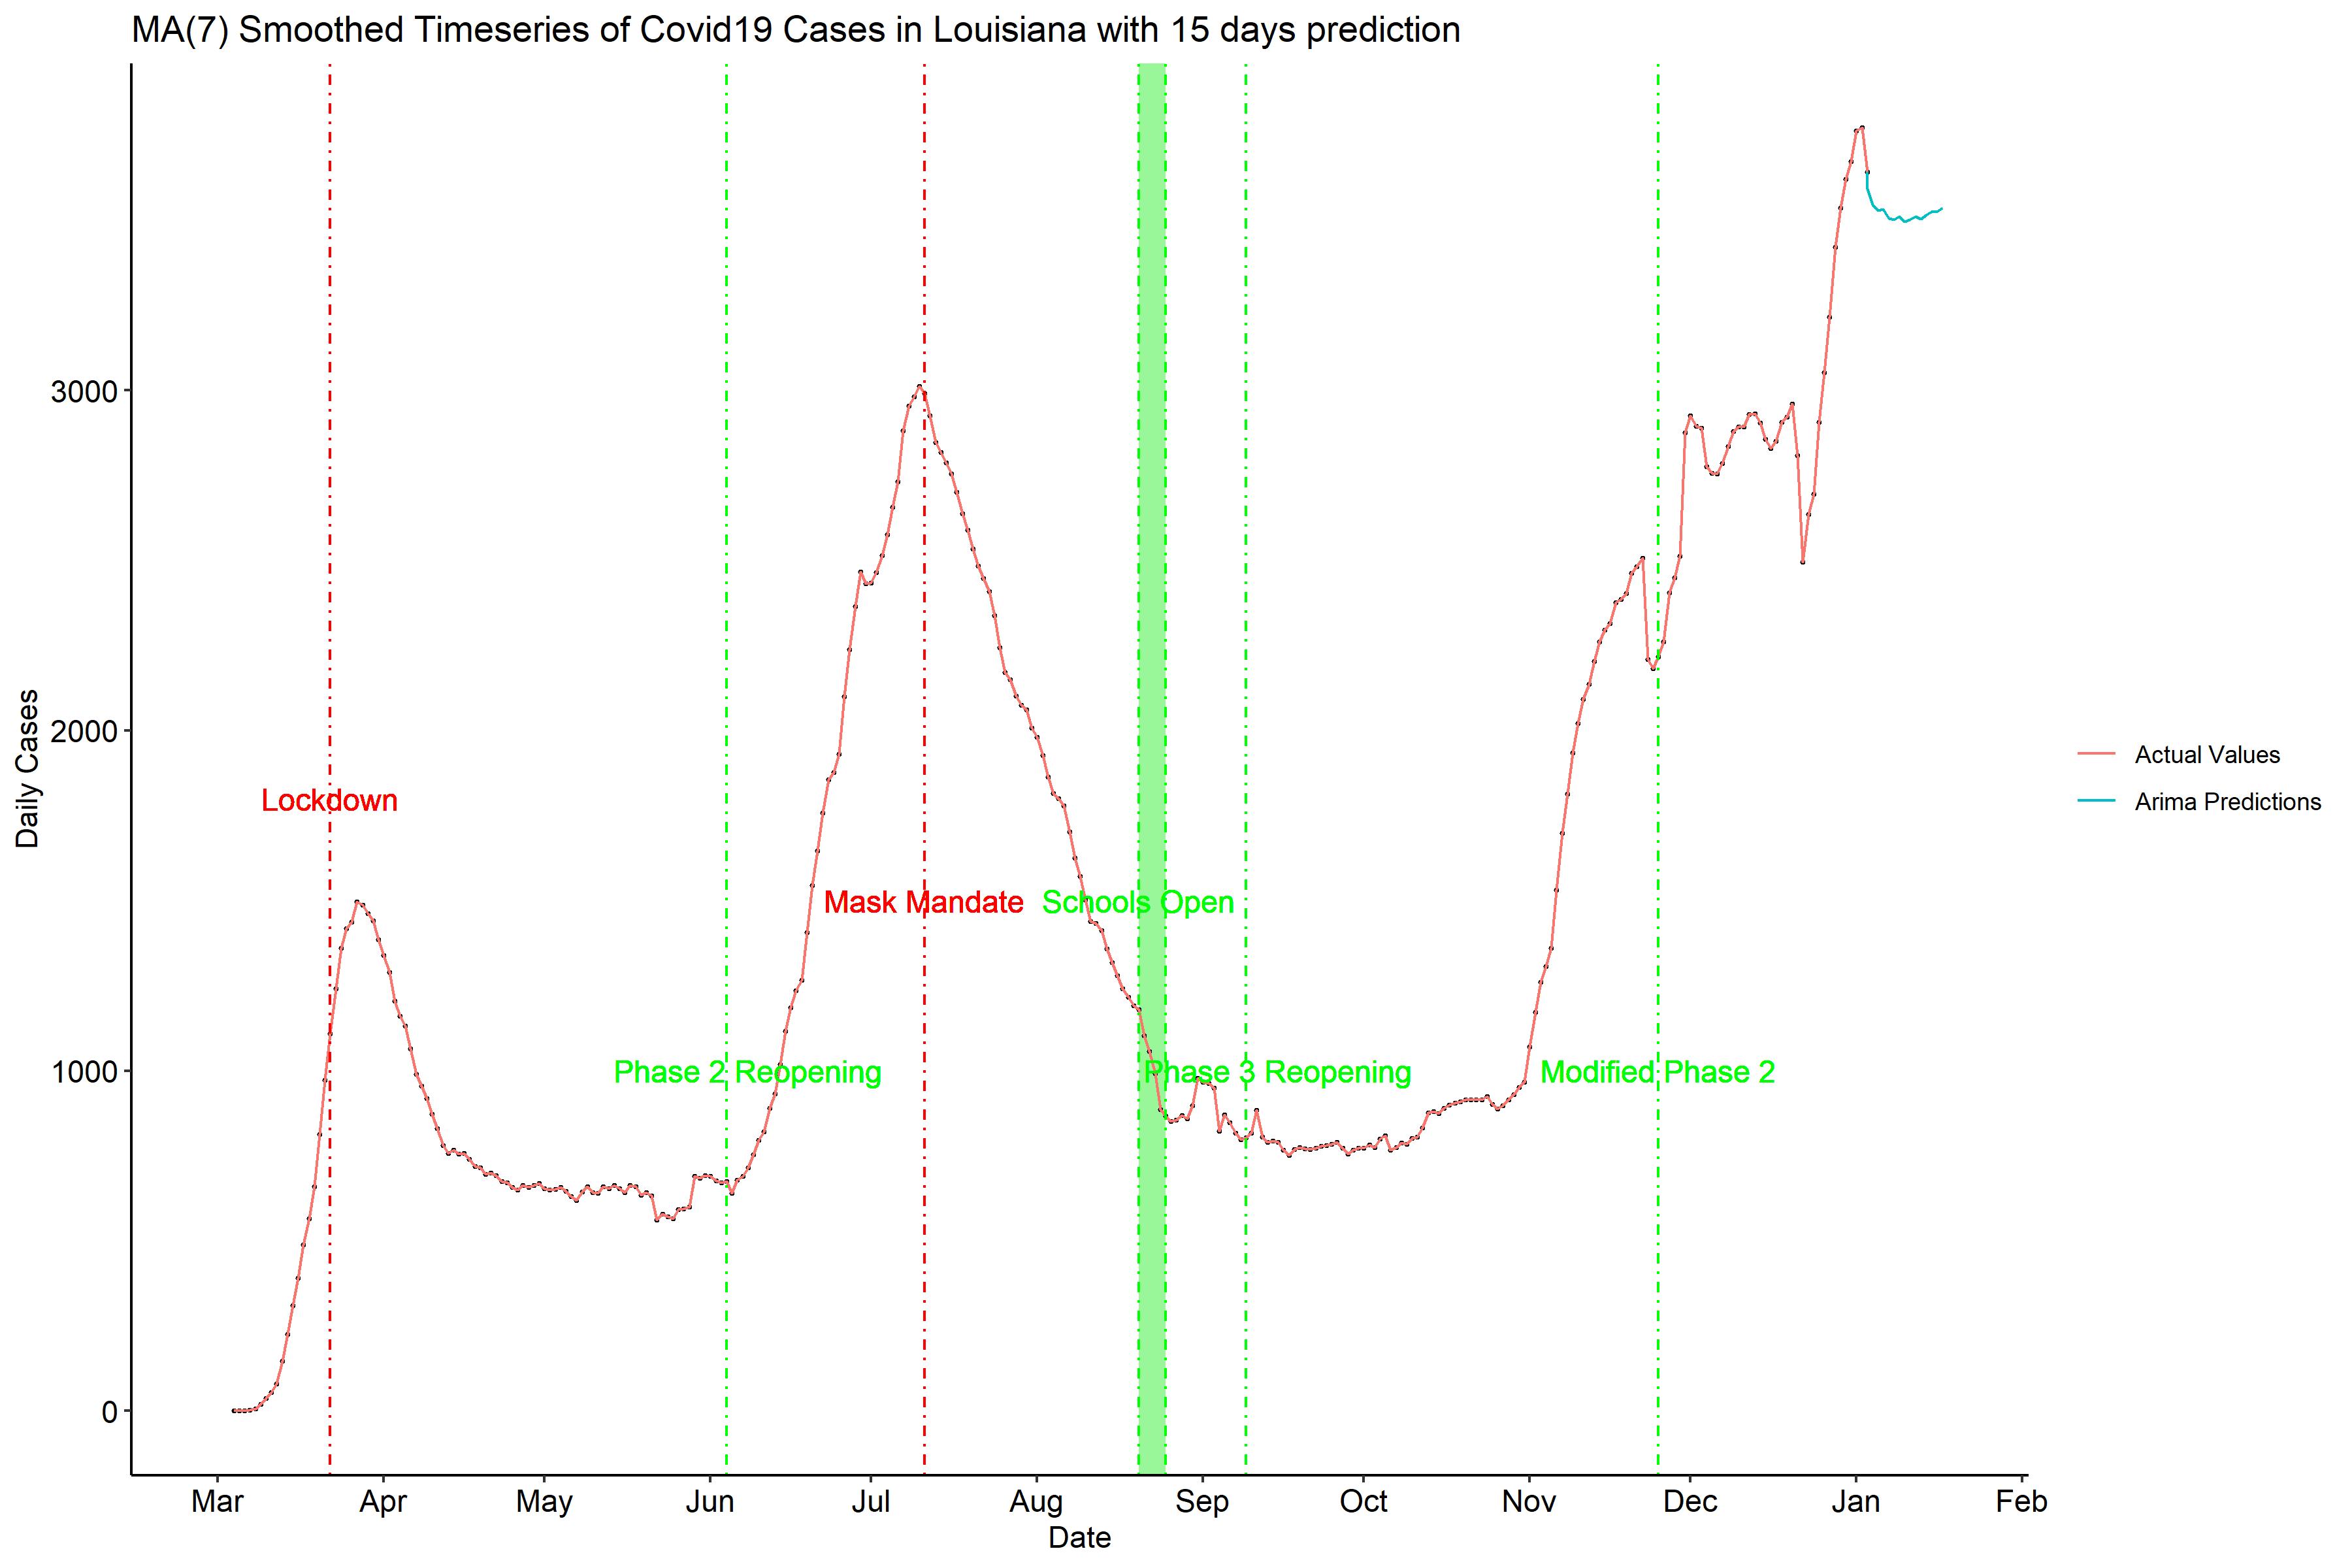 MA(7) Smoothed Timeseries of Covid19 Cases in Louisiana with 15 days prediction
Daily Cases
3000
2000
1000
0
Lockdown
Mask Mandate
Schools Open
Phase 2 Reopening
Phase 3 Reopening
Modified Phase 2
Actual Values
Arima Predictions
Mar Apr May Jun Jul Aug Sep Oct Nov Dec Jan Feb
Date